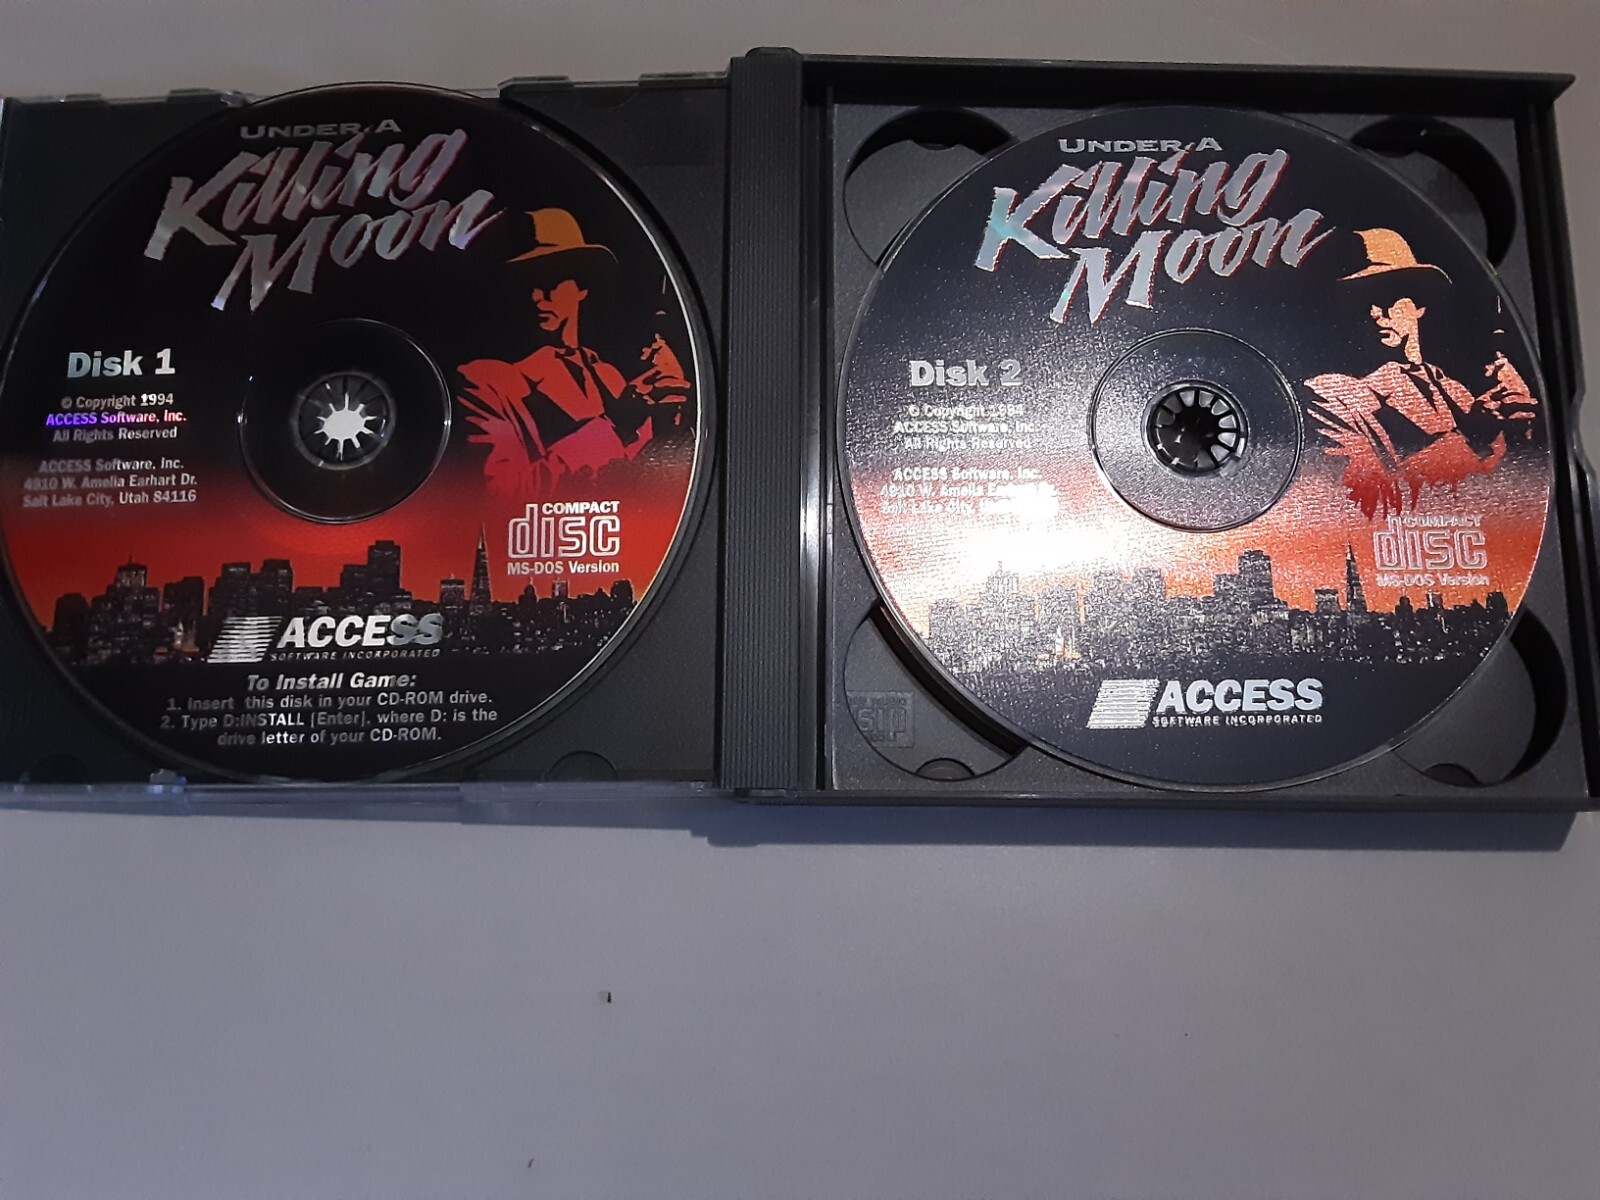 UNDER A
Killing
Moon
Disk 1
© Copyright 1994
ACCESS Software, Inc.
All Rights Reserved
ACCESS Software, Inc.
4910 W. Amelia Earhart Dr.
Salt Lake City, Utah 84116
COMPACT
disc
MS-DOS Version
ACCESS
SOFTWARE INCORPORATED
To Install Game:
1. Insert this disk in your CD-ROM drive.
2. Type D:INSTALL [Enter], where D: is the
drive letter of your CD-ROM.
UNDER A
Killing
Moon
Disk 2
© Copyright 1994
ACCESS Software, Inc.
All Rights Reserved
ACCESS Software, Inc.
4910 W. Amelia
Salt Lake City,
COMPACT
disc
MS-DOS Version
ACCESS
SOFTWARE INCORPORATED